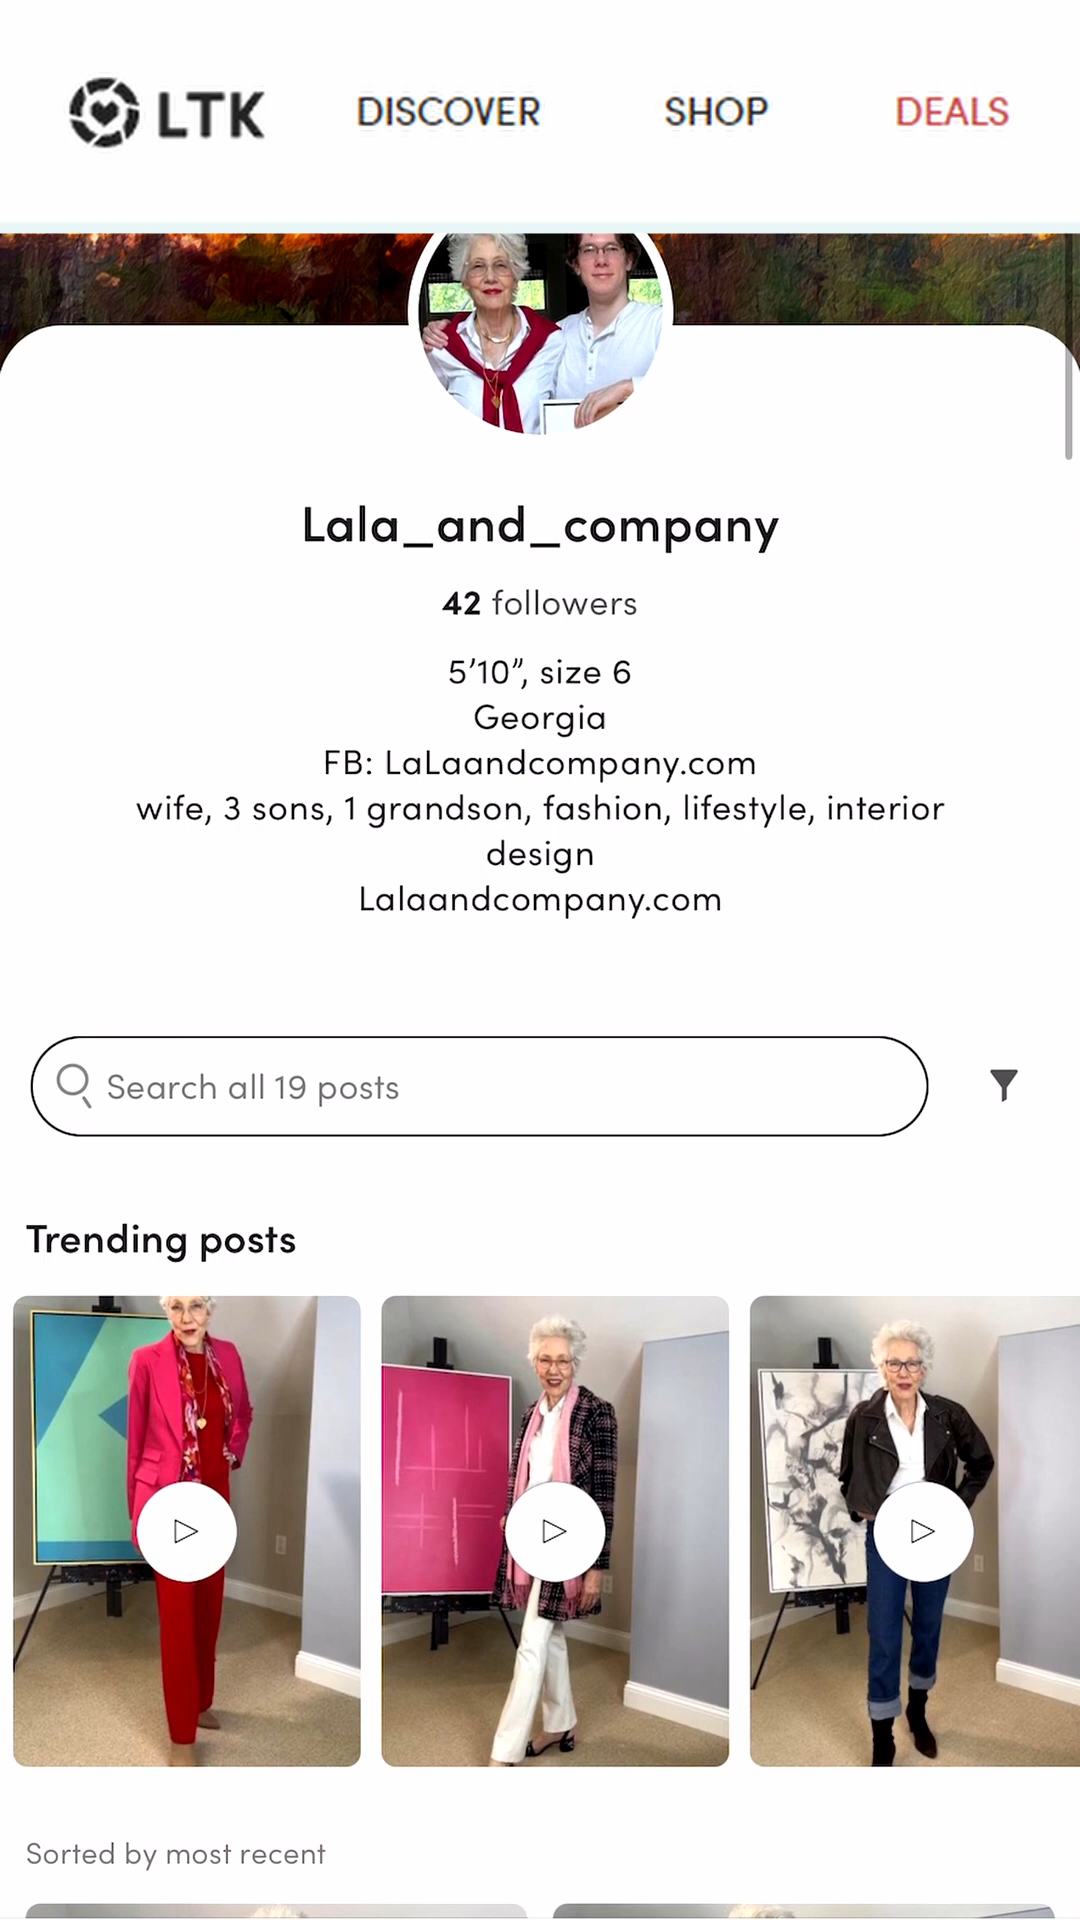 LTK DISCOVER SHOP DEALS
Lala_and_company
42 followers
5'10”, size 6
Georgia
FB: LaLaandcompany.com
wife, 3 sons, 1 grandson, fashion, lifestyle, interior
design
Lalaandcompany.com
Search all 19 posts
Trending posts
Sorted by most recent